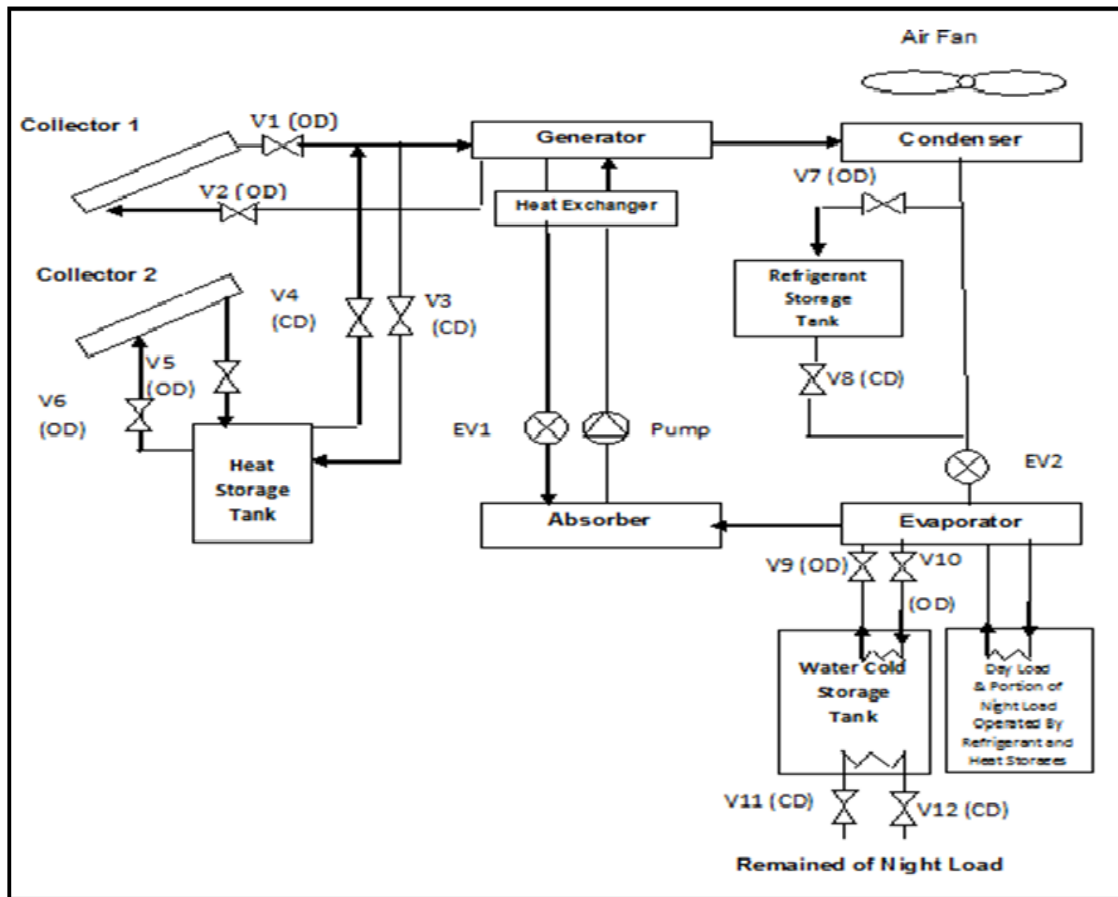 Air Fan
Collector 1
V1 (OD)
Generator
Condenser
V2 (OD)
Heat Exchanger
V7 (OD)
Collector 2
V4
(CD)
V3
(CD)
Refrigerant
Storage
Tank
V5
(OD)
V6
(OD)
V8 (CD)
EV1
Pump
EV2
Heat
Storage
Tank
Absorber
Evaporator
V9 (OD)
V10
(OD)
Water Cold
Storage
Tank
Day Load
& Portion of
Night Load
Operated By
Refrigerant and
Heat Storages
V11 (CD)
V12 (CD)
Remained of Night Load